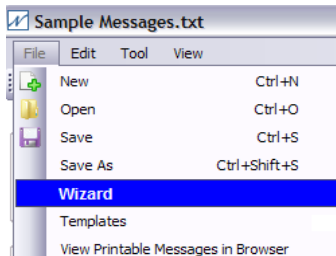 Sample Messages.txt
File Edit Tool View
New Ctrl+N
Open Ctrl+O
Save Ctrl+S
Save As Ctrl+Shift+S
Wizard
Templates
View Printable Messages in Browser